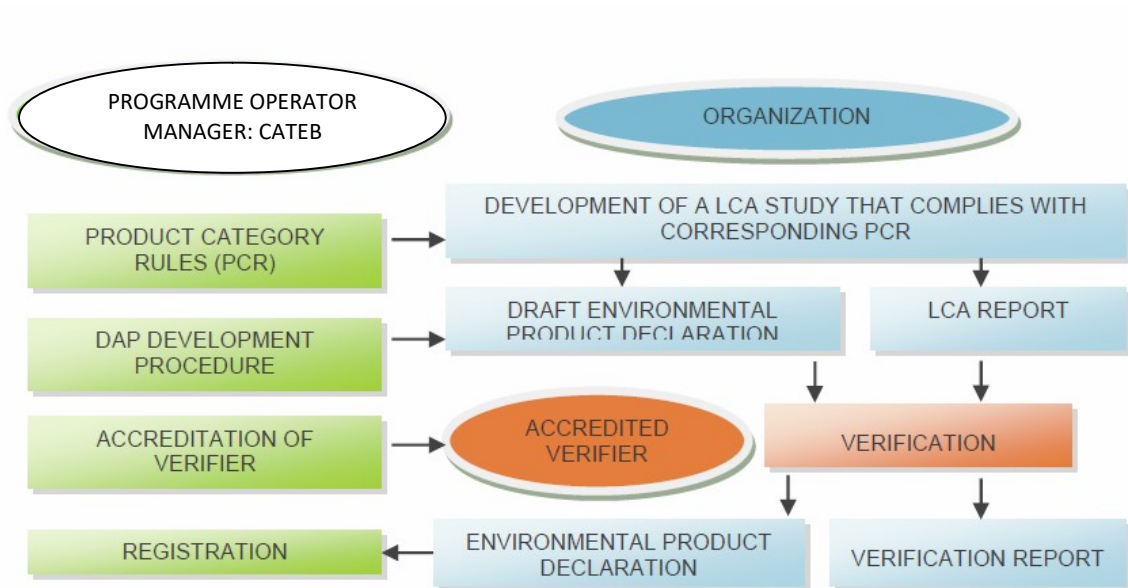 PROGRAMME OPERATOR
MANAGER: CATEB
ORGANIZATION
PRODUCT CATEGORY
RULES (PCR)
DEVELOPMENT OF A LCA STUDY THAT COMPLIES WITH
CORRESPONDING PCR
DAP DEVELOPMENT
PROCEDURE
DRAFT ENVIRONMENTAL
PRODUCT DECLARATION
LCA REPORT
ACCREDITATION OF
VERIFIER
ACCREDITED
VERIFIER
VERIFICATION
REGISTRATION
ENVIRONMENTAL PRODUCT
DECLARATION
VERIFICATION REPORT